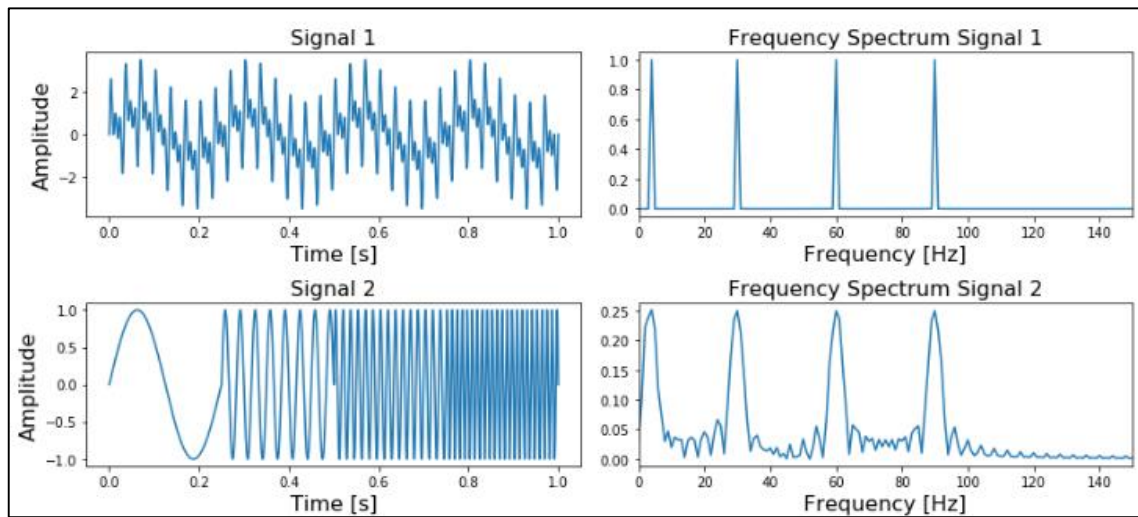 Signal 1
Amplitude
2
0
−2
0.0 0.2 0.4 0.6 0.8 1.0
Time [s]
Frequency Spectrum Signal 1
1.0
0.8
0.6
0.4
0.2
0.0
0 20 40 60 80 100 120 140
Frequency [Hz]
Signal 2
Amplitude
1.0
0.5
0.0
−0.5
−1.0
0.0 0.2 0.4 0.6 0.8 1.0
Time [s]
Frequency Spectrum Signal 2
0.25
0.20
0.15
0.10
0.05
0.00
0 20 40 60 80 100 120 140
Frequency [Hz]